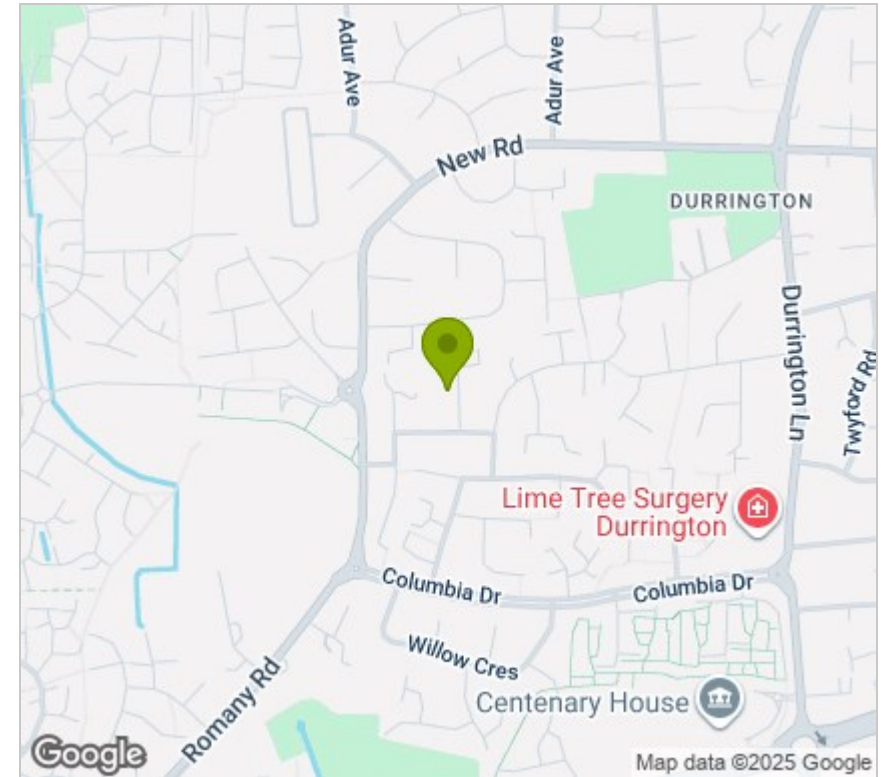 Adur Ave
Adur Ave
New Rd
DURRINGTON
Durrington Ln
Twyford Rd
Lime Tree Surgery
Durrington
Columbia Dr
Columbia Dr
Willow Cres
Romany Rd
Centenary House
Google
Map data ©2025 Google